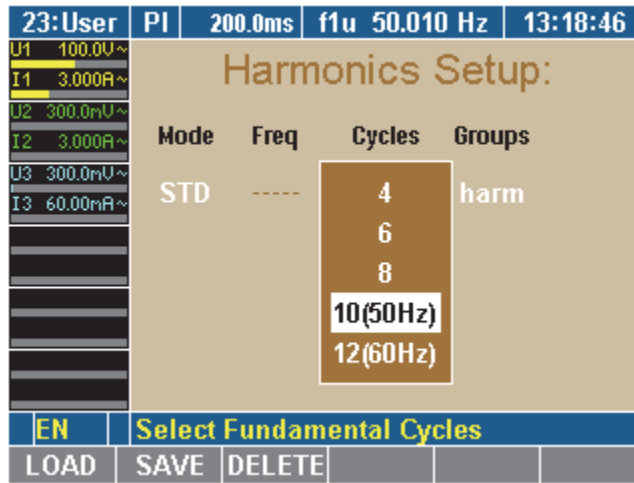 23:User PI 200.0ms f1u 50.010 Hz 13:18:46
U1 100.0V~
I1 3.000A~
U2 300.0mV~
I2 3.000A~
U3 300.0mV~
I3 60.00mA~
Harmonics Setup:
Mode Freq Cycles Groups
STD ----- 4 harm
6
8
10(50Hz)
12(60Hz)
EN Select Fundamental Cycles
LOAD SAVE DELETE